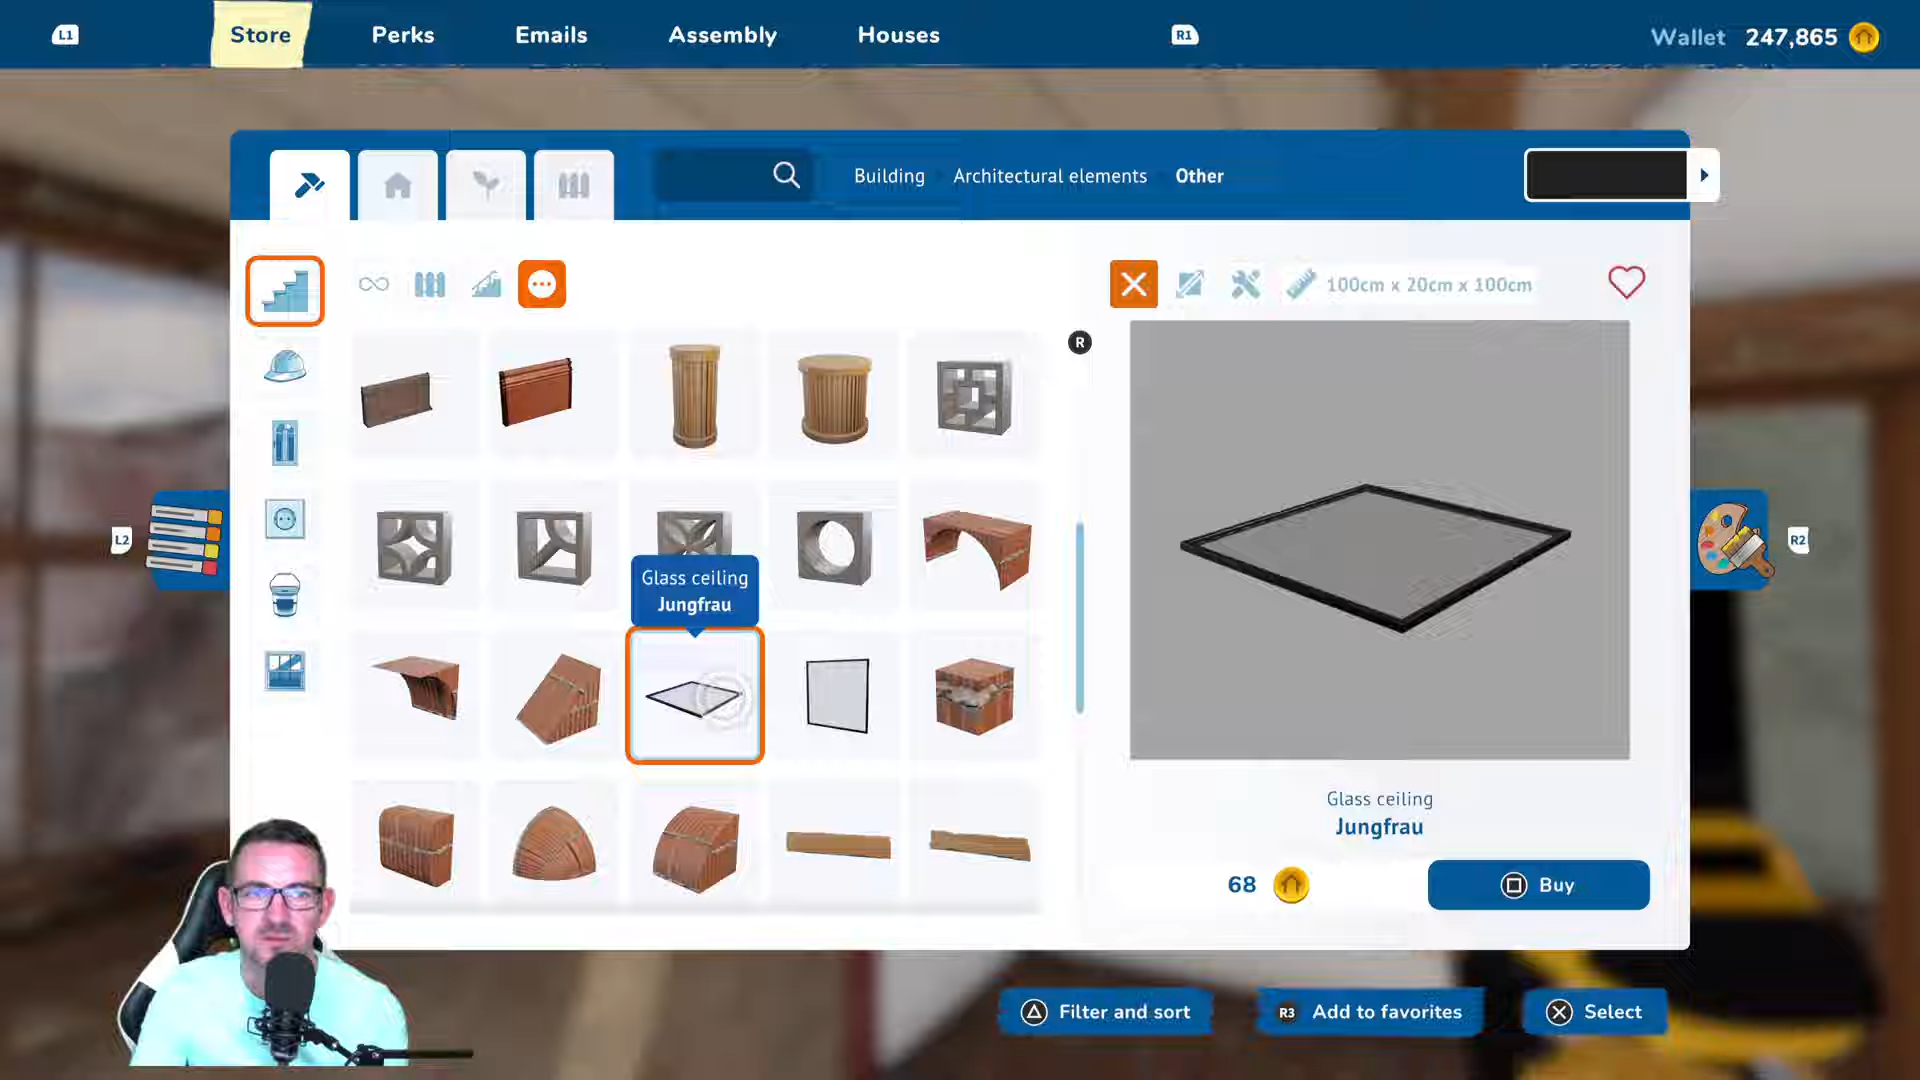 L1
Store
Perks
Emails
Assembly
Houses
R1
Wallet 247,865
Building
Architectural elements
Other
100cm x 20cm x 100cm
R
L2
R2
Glass ceiling
Jungfrau
Glass ceiling
Jungfrau
68
Buy
Filter and sort
R3 Add to favorites
Select